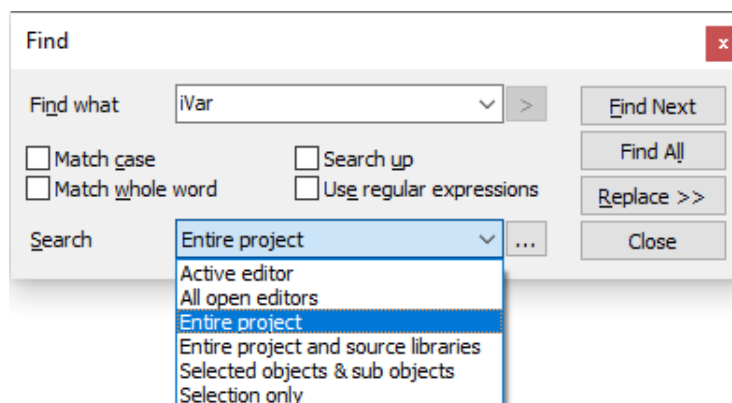 Find
x
Find what iVar > Find Next
Match case Search up Find All
Match whole word Use regular expressions Replace >>
Search Entire project ... Close
Active editor
All open editors
Entire project
Entire project and source libraries
Selected objects & sub objects
Selection only